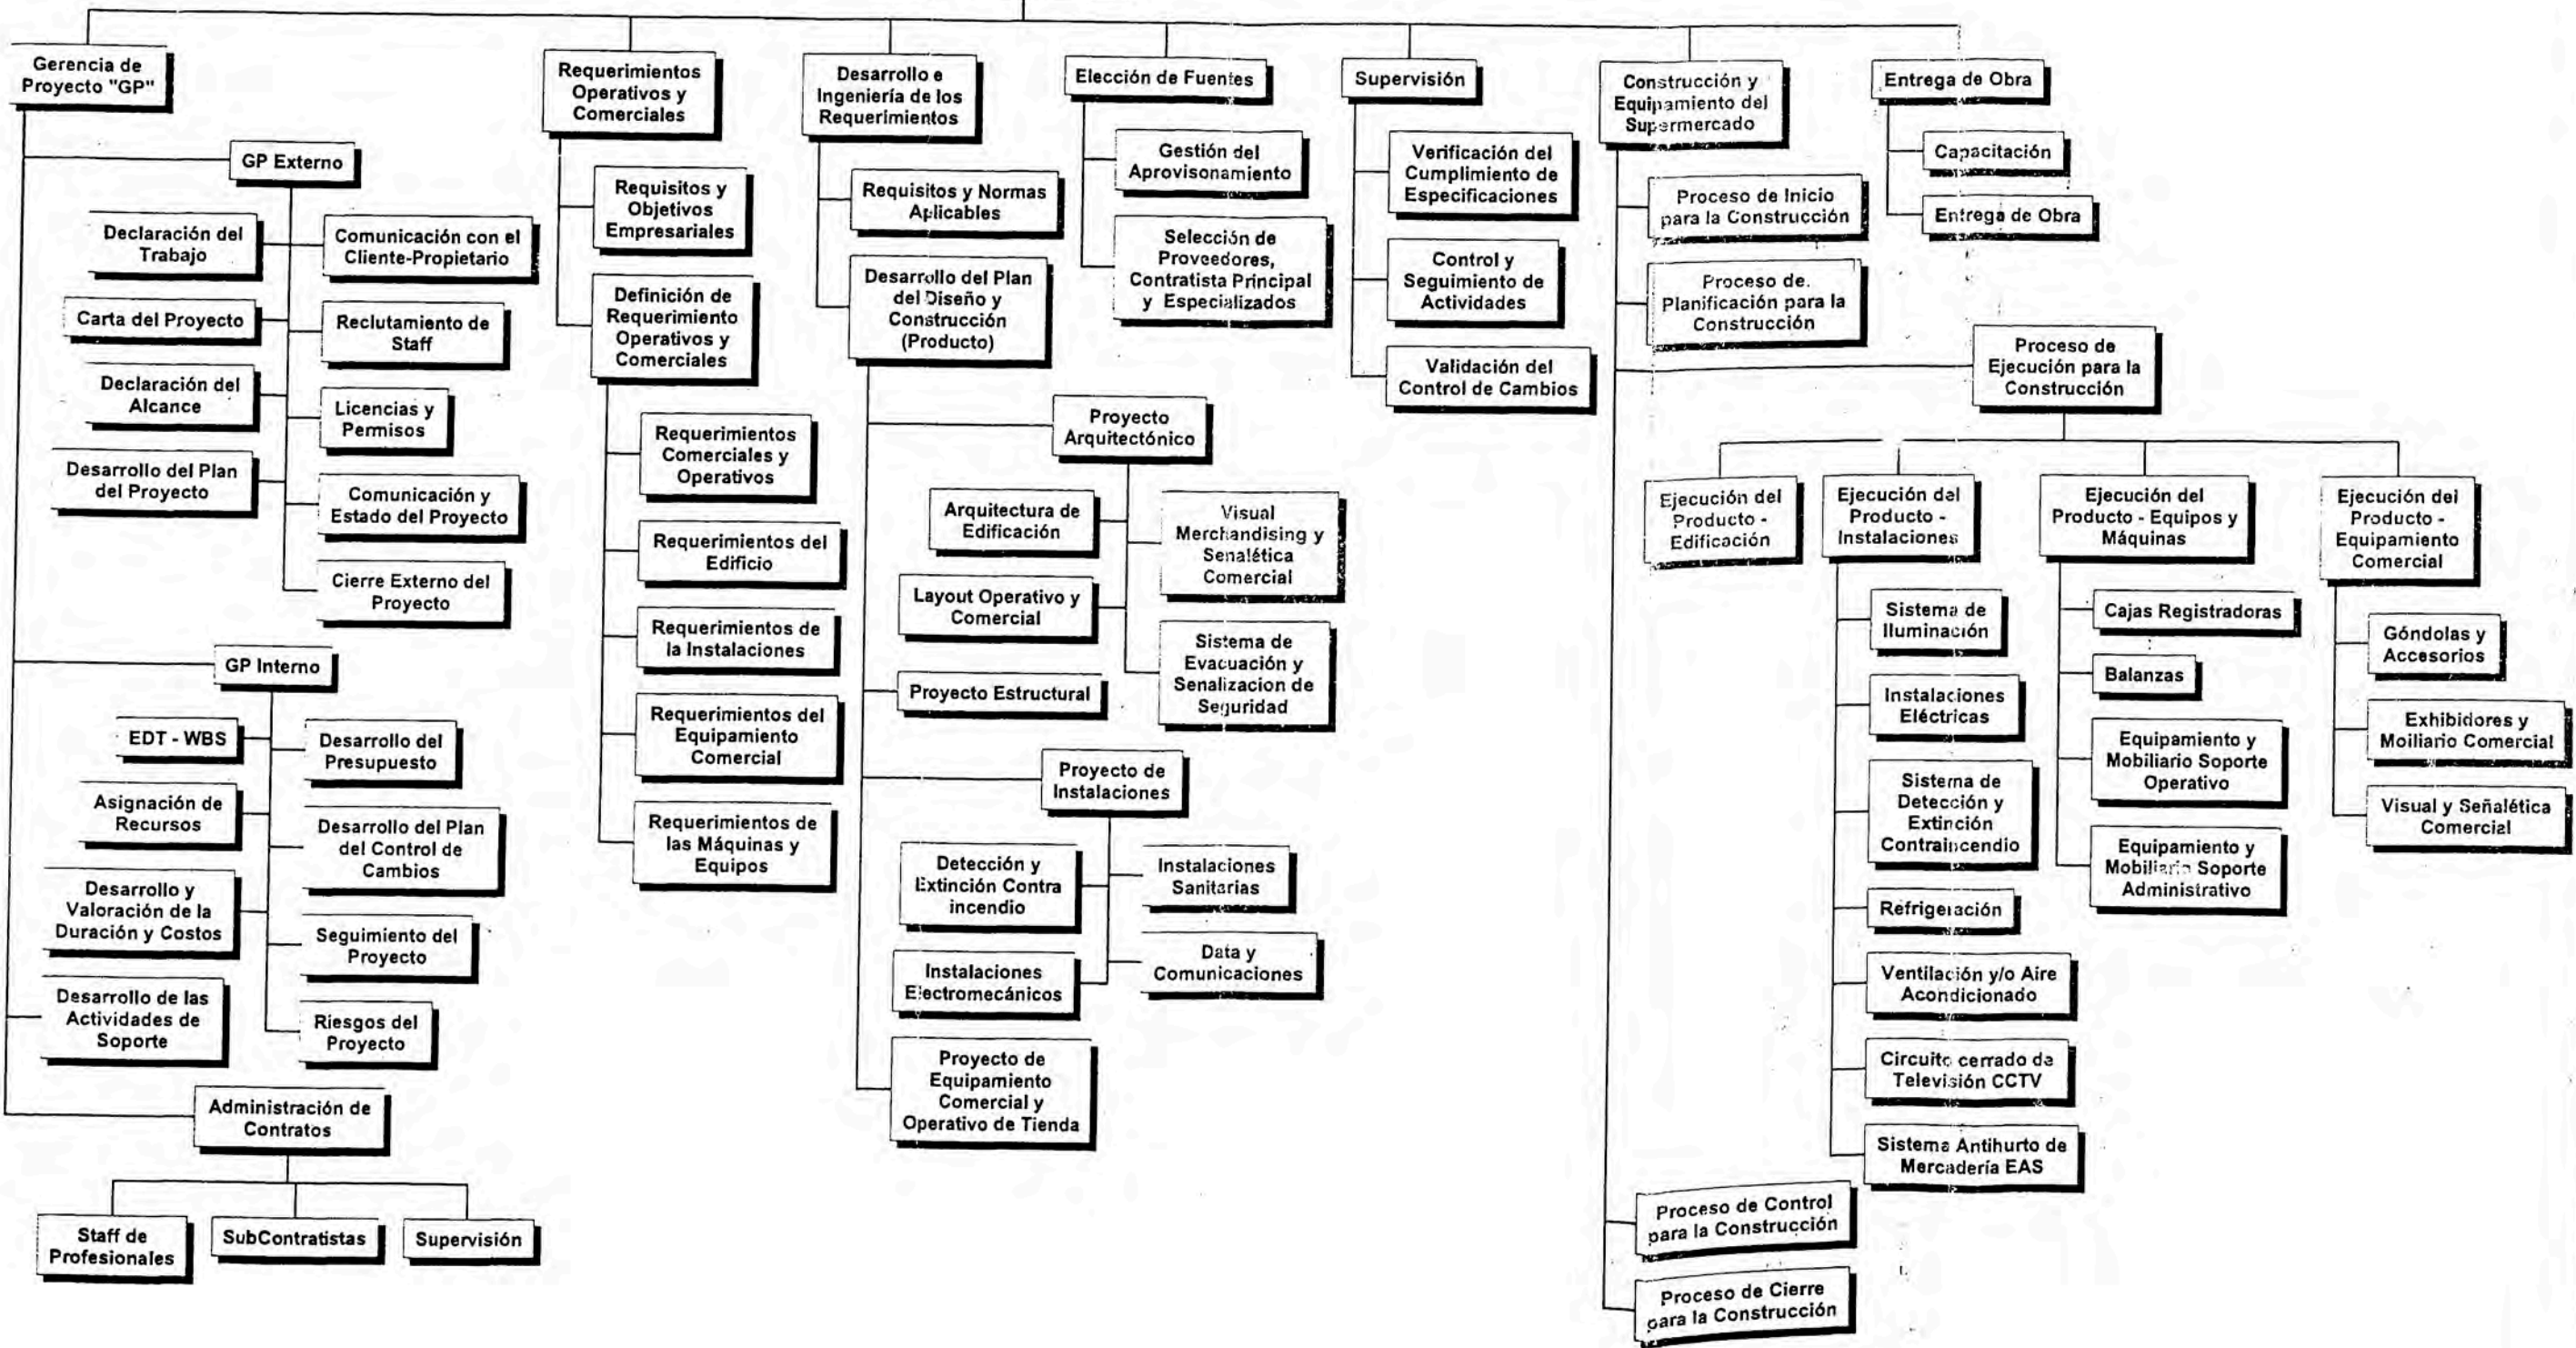 Gerencia de
Proyecto "GP"
GP Externo
Declaración del
Trabajo
Comunicación con el
Cliente-Propietario
Carta del Proyecto
Reclutamiento de
Staff
Declaración del
Alcance
Licencias y
Permisos
Desarrollo del Plan
del Proyecto
Comunicación y
Estado del Proyecto
Cierre Externo del
Proyecto
GP Interno
EDT - WBS
Desarrollo del
Presupuesto
Asignación de
Recursos
Desarrollo del Plan
del Control de
Cambios
Desarrollo y
Valoración de la
Duración y Costos
Seguimiento del
Proyecto
Desarrollo de las
Actividades de
Soporte
Riesgos del
Proyecto
Administración de
Contratos
Staff de
Profesionales
SubContratistas
Supervisión
Requerimientos
Operativos y
Comerciales
Requisitos y
Objetivos
Empresariales
Definición de
Requerimiento
Operativos y
Comerciales
Requerimientos
Comerciales y
Operativos
Requerimientos del
Edificio
Requerimientos de
la Instalaciones
Requerimientos del
Equipamiento
Comercial
Requerimientos de
las Máquinas y
Equipos
Desarrollo e
Ingeniería de los
Requerimientos
Requisitos y Normas
Aplicables
Desarrollo del Plan
del Diseño y
Construcción
(Producto)
Proyecto
Arquitectónico
Arquitectura de
Edificación
Visual
Merchandising y
Senalética
Comercial
Layout Operativo y
Comercial
Sistema de
Evacuación y
Senalizacion de
Seguridad
Proyecto Estructural
Proyecto de
Instalaciones
Detección y
Extinción Contra
incendio
Instalaciones
Sanitarias
Instalaciones
Electromecánicos
Data y
Comunicaciones
Proyecto de
Equipamiento
Comercial y
Operativo de Tienda
Elección de Fuentes
Gestión del
Aprovisonamiento
Selección de
Proveedores,
Contratista Principal
y Especializados
Supervisión
Verificación del
Cumplimiento de
Especificaciones
Control y
Seguimiento de
Actividades
Validación del
Control de Cambios
Construcción y
Equipamiento del
Supermercado
Proceso de Inicio
para la Construcción
Proceso de
Planificación para la
Construcción
Proceso de
Ejecución para la
Construcción
Ejecución del
Producto -
Edificación
Ejecución del
Producto -
Instalaciones
Sistema de
Iluminación
Instalaciones
Eléctricas
Sistema de
Detección y
Extinción
Contraincendio
Refrigeración
Ventilación y/o Aire
Acondicionado
Circuito cerrado de
Televisión CCTV
Sistema Antihurto de
Mercadería EAS
Ejecución del
Producto - Equipos y
Máquinas
Cajas Registradoras
Balanzas
Equipamiento y
Mobiliario Soporte
Operativo
Equipamiento y
Mobiliario Soporte
Administrativo
Ejecución del
Producto -
Equipamiento
Comercial
Góndolas y
Accesorios
Exhibidores y
Moiliario Comercial
Visual y Señalética
Comercial
Proceso de Control
para la Construcción
Proceso de Cierre
para la Construcción
Entrega de Obra
Capacitación
Entrega de Obra